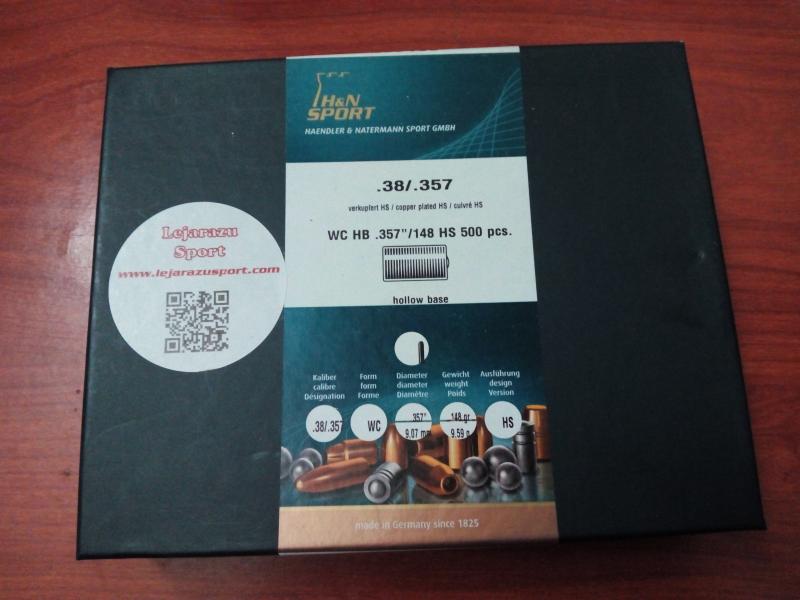 H&N
SPORT
HAENDLER & NATERMANN SPORT GMBH
.38/.357
verkupfert HS / copper plated HS / cuivré HS
WC HB .357"/148 HS 500 pcs.
hollow base
Lejarazu
Sport
www.lejarazusport.com
Kaliber Form Diameter Gewicht Ausführung
calibre form diameter weight design
Désignation Forme Diamètre Poids Version
.38/.357 WC .357" 148 gr HS
9.07 mm 9.59 g
made in Germany since 1825